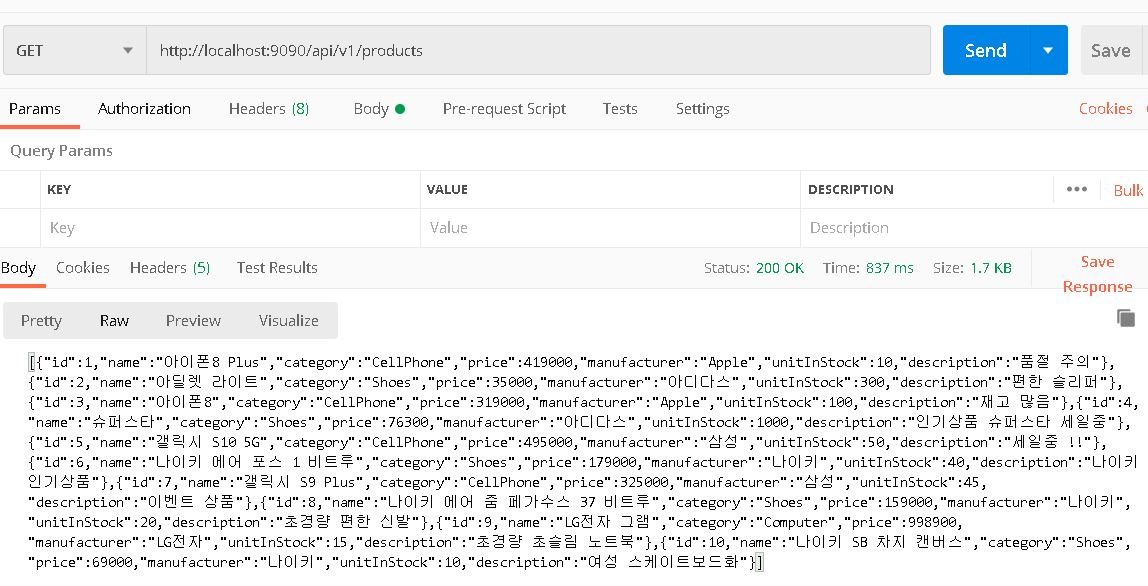 GET http://localhost:9090/api/v1/products Send Save
Params Authorization Headers (8) Body Pre-request Script Tests Settings Cookies
Query Params
KEY VALUE DESCRIPTION ••• Bulk
Key Value Description
Body Cookies Headers (5) Test Results Status: 200 OK Time: 837 ms Size: 1.7 KB Save
Response
Pretty Raw Preview Visualize
[{"id":1,"name":"아이폰8 Plus","category":"CellPhone","price":419000,"manufacturer":"Apple","unitInStock":10,"description":"품절 주의"},
{"id":2,"name":"아딜렛 라이트","category":"Shoes","price":35000,"manufacturer":"아디다스","unitInStock":300,"description":"편한 슬리퍼"},
{"id":3,"name":"아이폰8","category":"CellPhone","price":319000,"manufacturer":"Apple","unitInStock":100,"description":"재고 많음"},{"id":4,
"name":"슈퍼스타","category":"Shoes","price":76300,"manufacturer":"아디다스","unitInStock":1000,"description":"인기상품 슈퍼스타 세일중"},
{"id":5,"name":"갤럭시 S10 5G","category":"CellPhone","price":495000,"manufacturer":"삼성","unitInStock":50,"description":"세일중 !!"},
{"id":6,"name":"나이키 에어 포스 1 비트루","category":"Shoes","price":179000,"manufacturer":"나이키","unitInStock":40,"description":"나이키
인기상품"},{"id":7,"name":"갤럭시 S9 Plus","category":"CellPhone","price":325000,"manufacturer":"삼성","unitInStock":45,
"description":"이벤트 상품"},{"id":8,"name":"나이키 에어 줌 페가수스 37 비트루","category":"Shoes","price":159000,"manufacturer":"나이키",
"unitInStock":20,"description":"초경량 편한 신발"},{"id":9,"name":"LG전자 그램","category":"Computer","price":998900,
"manufacturer":"LG전자","unitInStock":15,"description":"초경량 초슬림 노트북"},{"id":10,"name":"나이키 SB 차지 캔버스","category":"Shoes",
"price":69000,"manufacturer":"나이키","unitInStock":10,"description":"여성 스케이트보드화"}]